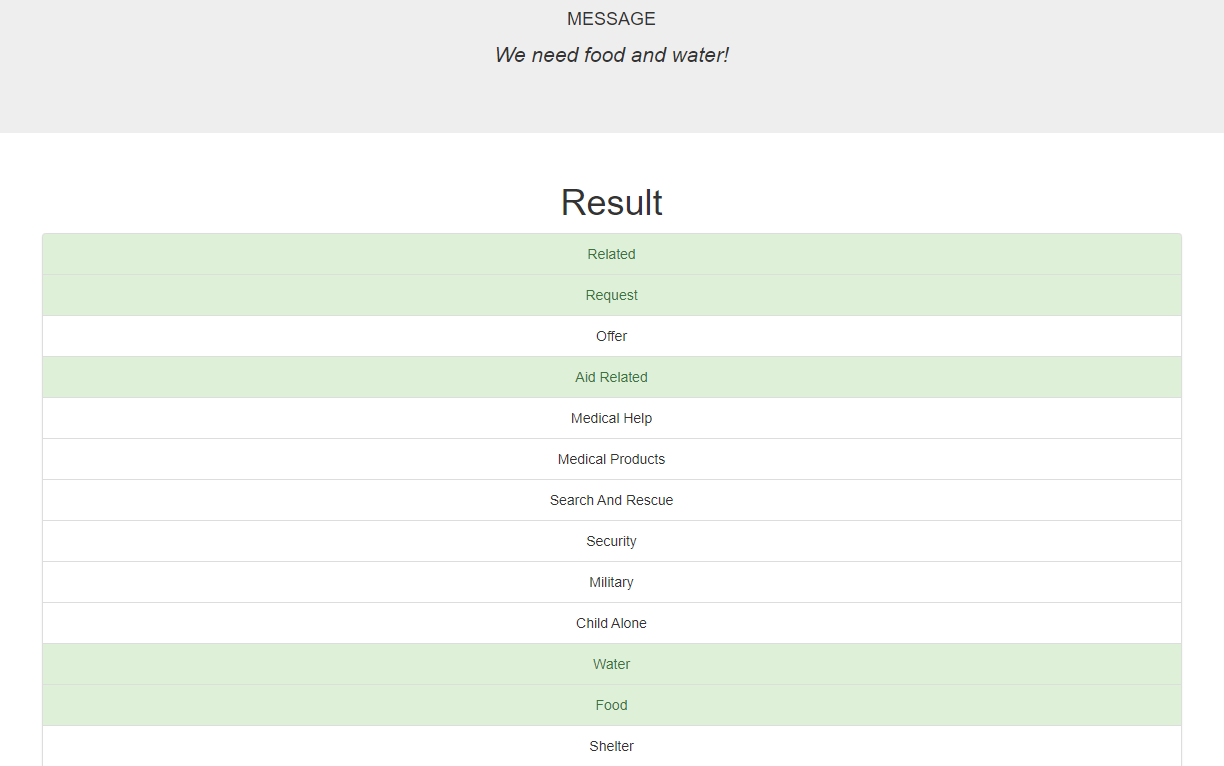 MESSAGE
We need food and water!
Result
Related
Request
Offer
Aid Related
Medical Help
Medical Products
Search And Rescue
Security
Military
Child Alone
Water
Food
Shelter